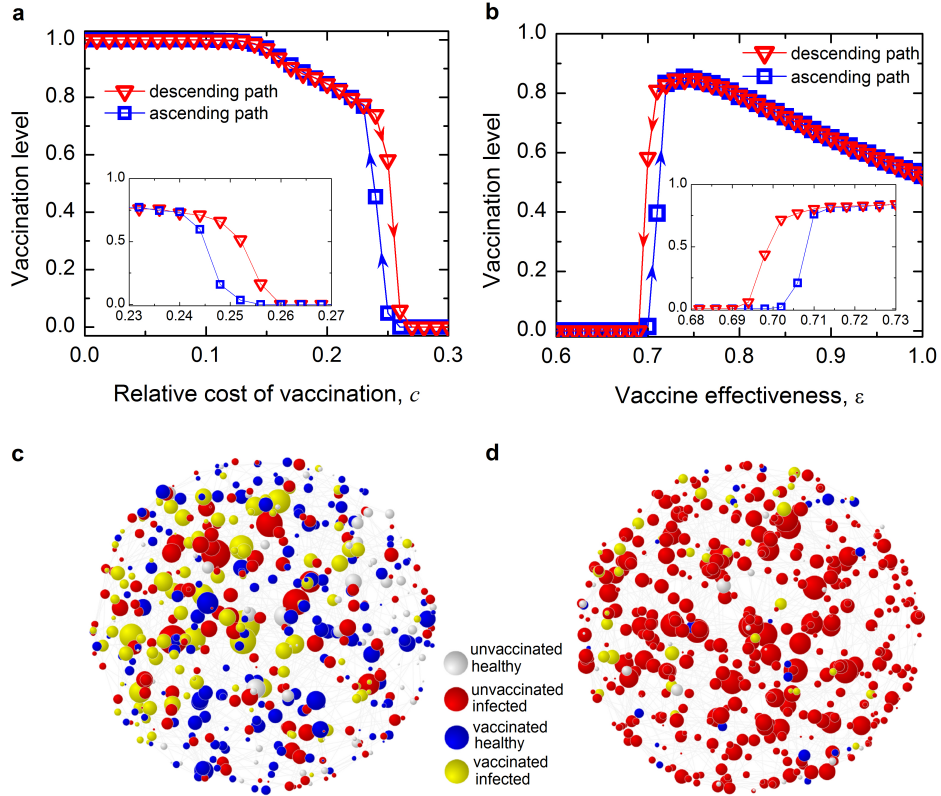 a
1.0
0.8
0.6
0.4
0.2
0.0
Vaccination level
descending path
ascending path
1.0
0.5
0.0
0.23 0.24 0.25 0.26 0.27
0.0 0.1 0.2 0.3
Relative cost of vaccination, c
b
1.0
0.8
0.6
0.4
0.2
0.0
Vaccination level
descending path
ascending path
1.0
0.5
0.0
0.68 0.69 0.70 0.71 0.72 0.73
0.6 0.7 0.8 0.9 1.0
Vaccine effectiveness, ε
c
d
unvaccinated
healthy
unvaccinated
infected
vaccinated
healthy
vaccinated
infected